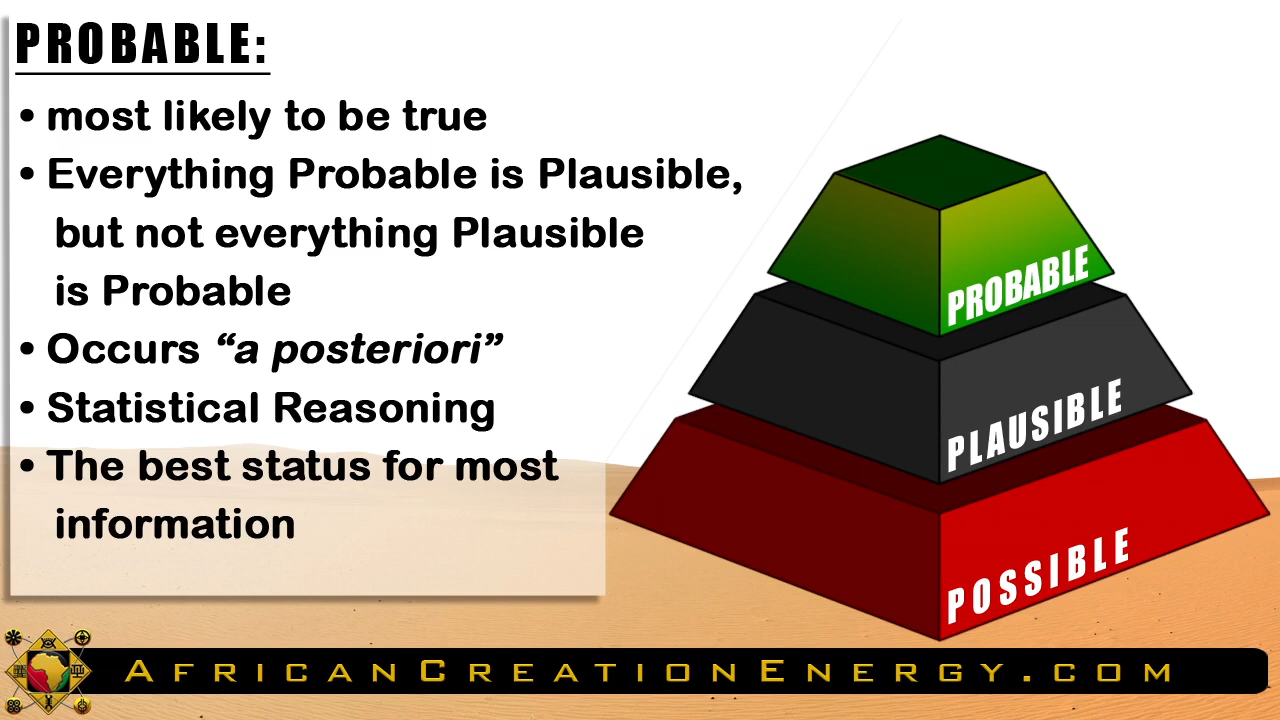 PROBABLE:
• most likely to be true
• Everything Probable is Plausible,
but not everything Plausible
is Probable
• Occurs “a posteriori”
• Statistical Reasoning
• The best status for most
information
PROBABLE
PLAUSIBLE
POSSIBLE
AFRICANCREATIONENERGY.COM